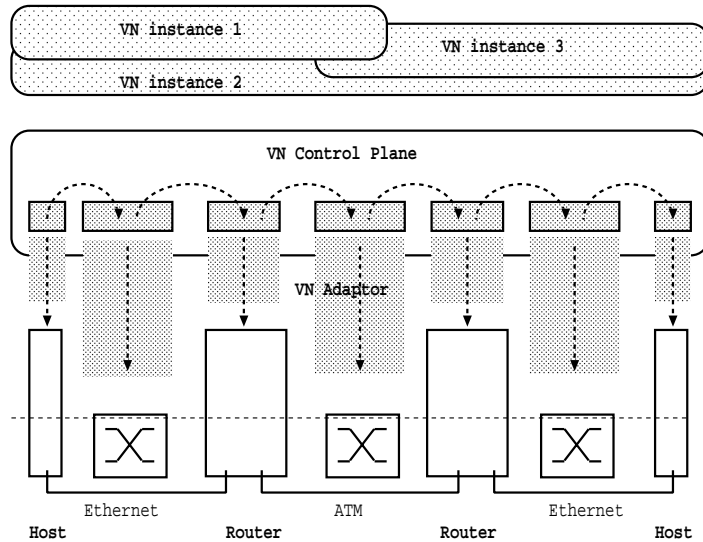 VN instance 1
VN instance 3
VN instance 2
VN Control Plane
VN Adaptor
Ethernet ATM Ethernet
Host Router Router Host